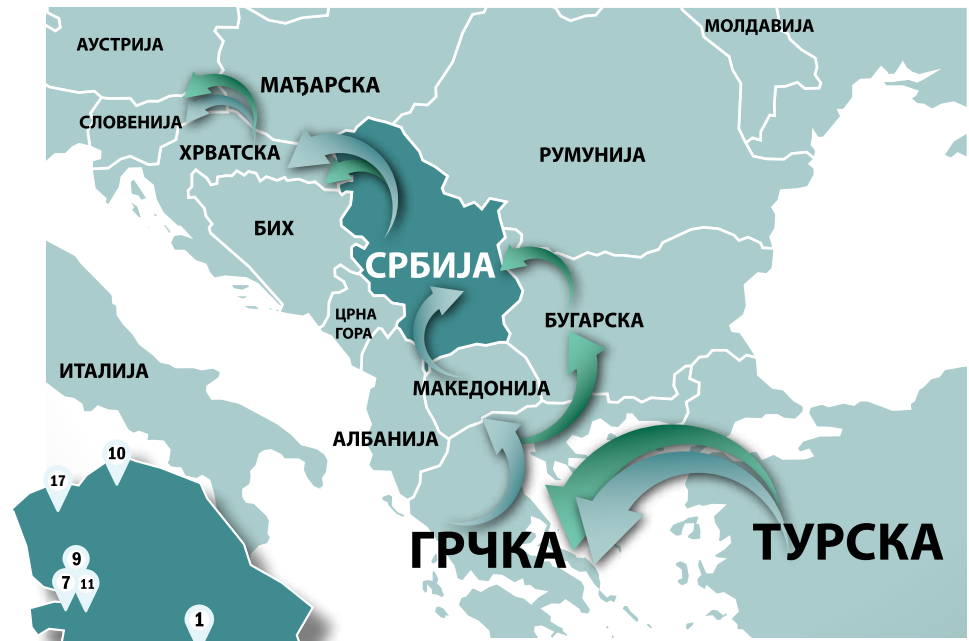 МОЛДАВИЈА
АУСТРИЈА
МАЂАРСКА
СЛОВЕНИЈА
ХРВАТСКА
РУМУНИЈА
БИХ
СРБИЈА
ЦРНА
ГОРА
БУГАРСКА
ИТАЛИЈА
МАКЕДОНИЈА
АЛБАНИЈА
10
17
ГРЧКА
ТУРСКА
9
7
11
1